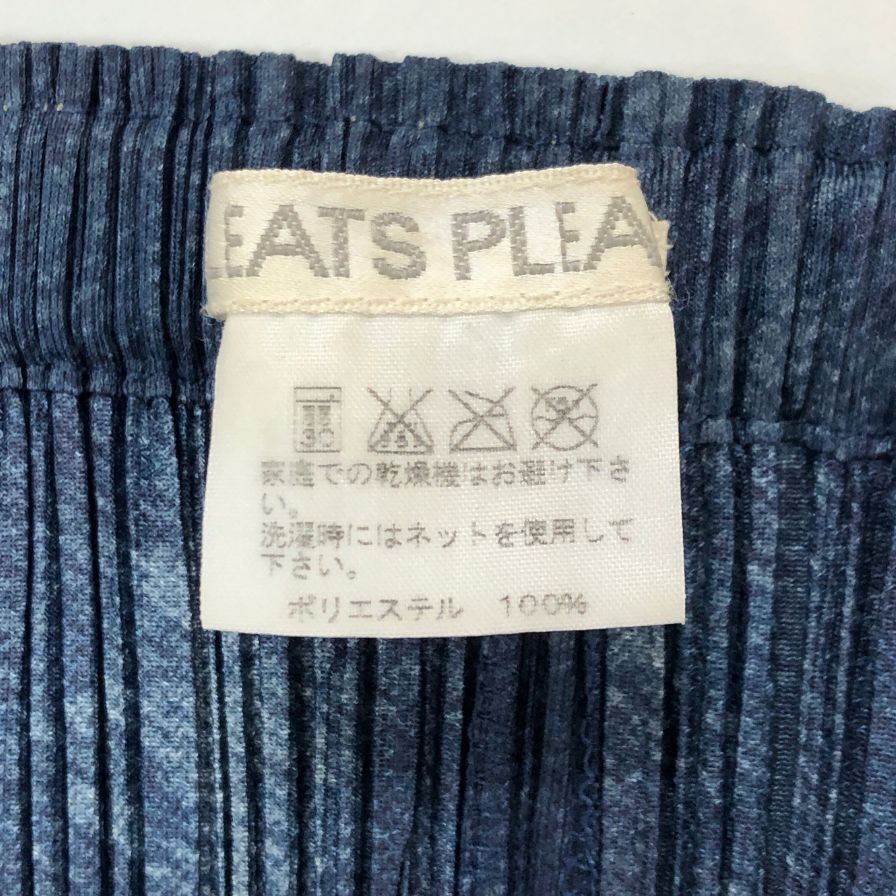 LEATS PLEA
家庭での乾燥機はお避け下さ
い。
洗濯時にはネットを使用して
下さい。
ポリエステル 100%